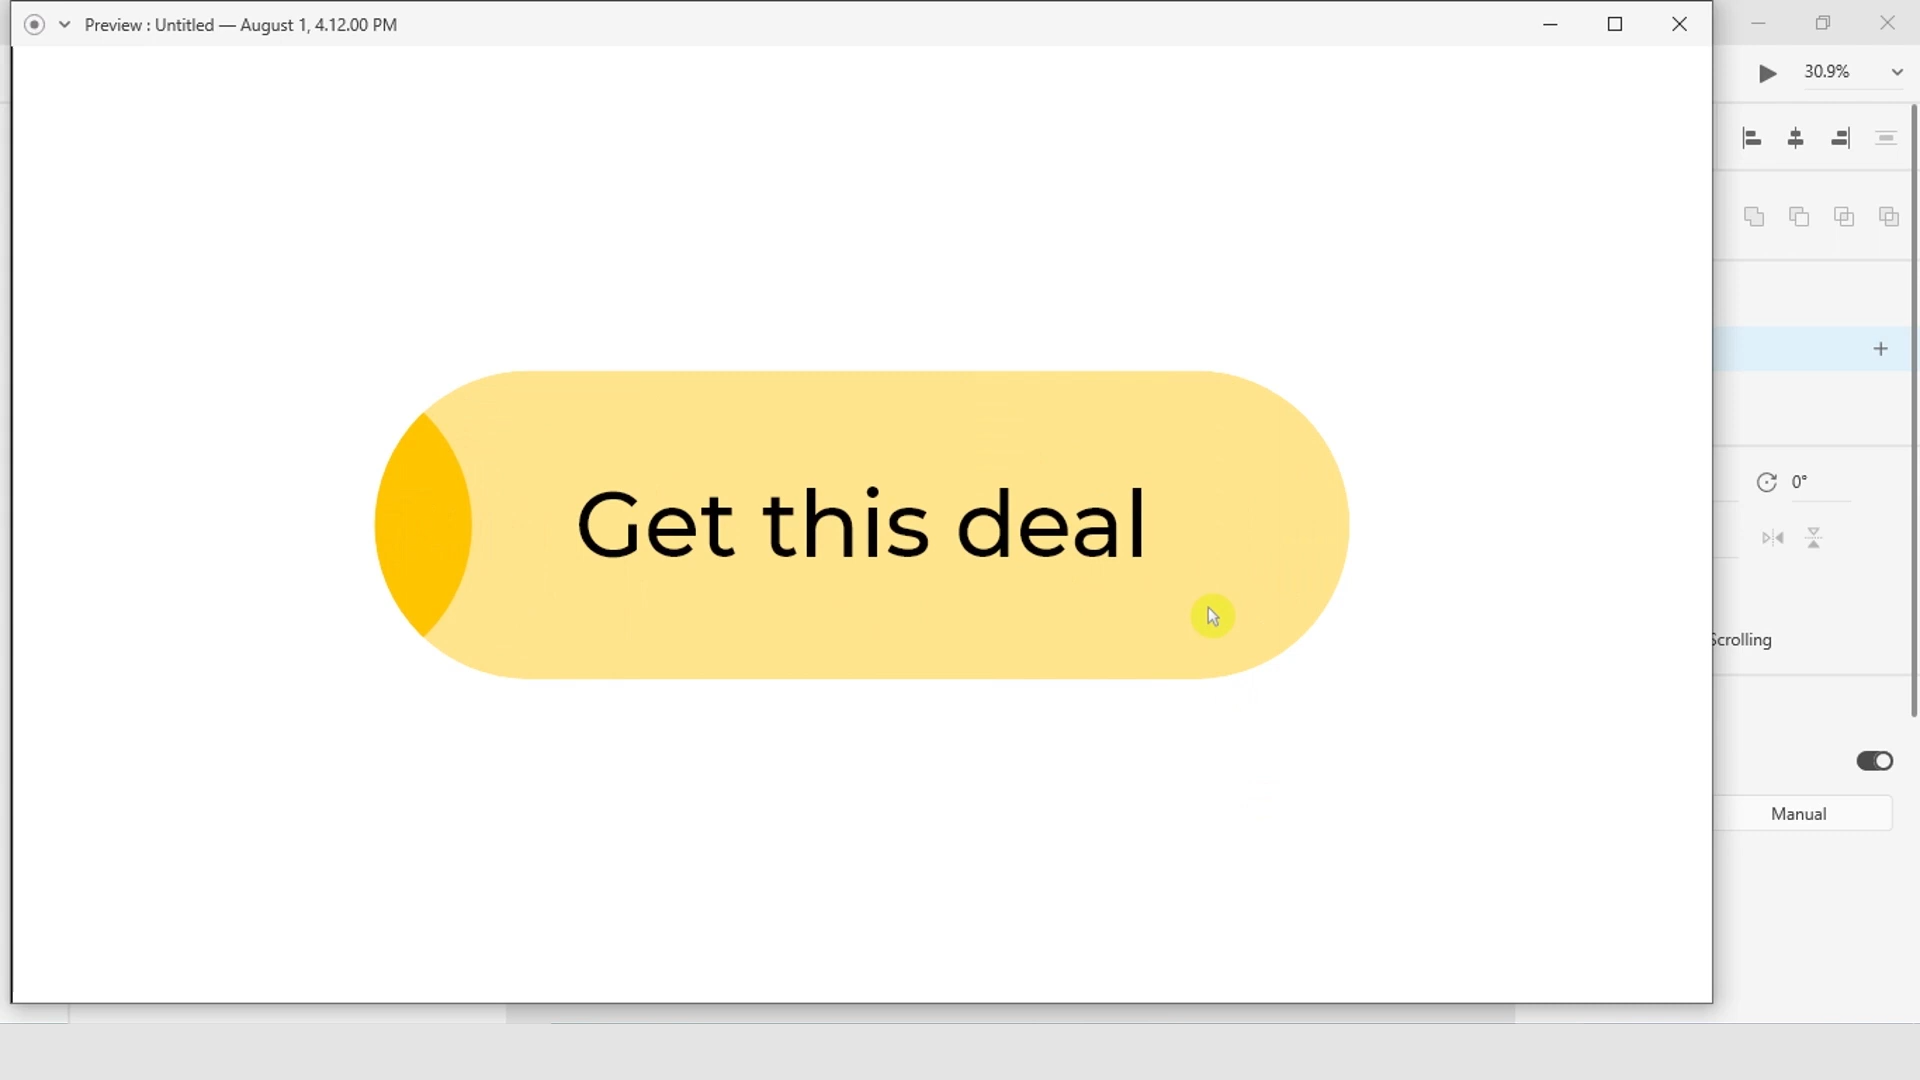 Preview : Untitled — August 1, 4.12.00 PM
30.9%
Get this deal
0°
Scrolling
Manual